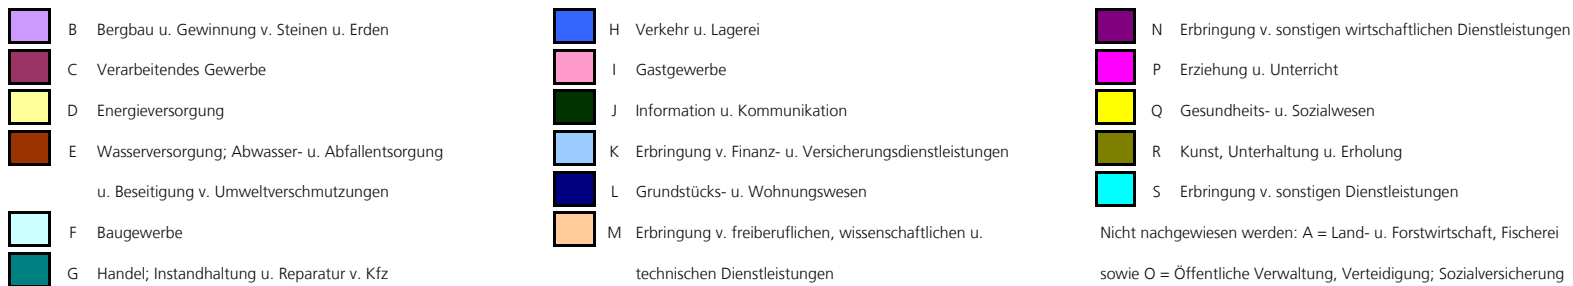 B Bergbau u. Gewinnung v. Steinen u. Erden
C Verarbeitendes Gewerbe
D Energieversorgung
E Wasserversorgung; Abwasser- u. Abfallentsorgung
u. Beseitigung v. Umweltverschmutzungen
F Baugewerbe
G Handel; Instandhaltung u. Reparatur v. Kfz
H Verkehr u. Lagerei
I Gastgewerbe
J Information u. Kommunikation
K Erbringung v. Finanz- u. Versicherungsdienstleistungen
L Grundstücks- u. Wohnungswesen
M Erbringung v. freiberuflichen, wissenschaftlichen u.
technischen Dienstleistungen
N Erbringung v. sonstigen wirtschaftlichen Dienstleistungen
P Erziehung u. Unterricht
Q Gesundheits- u. Sozialwesen
R Kunst, Unterhaltung u. Erholung
S Erbringung v. sonstigen Dienstleistungen
Nicht nachgewiesen werden: A = Land- u. Forstwirtschaft, Fischerei
sowie O = Öffentliche Verwaltung, Verteidigung; Sozialversicherung